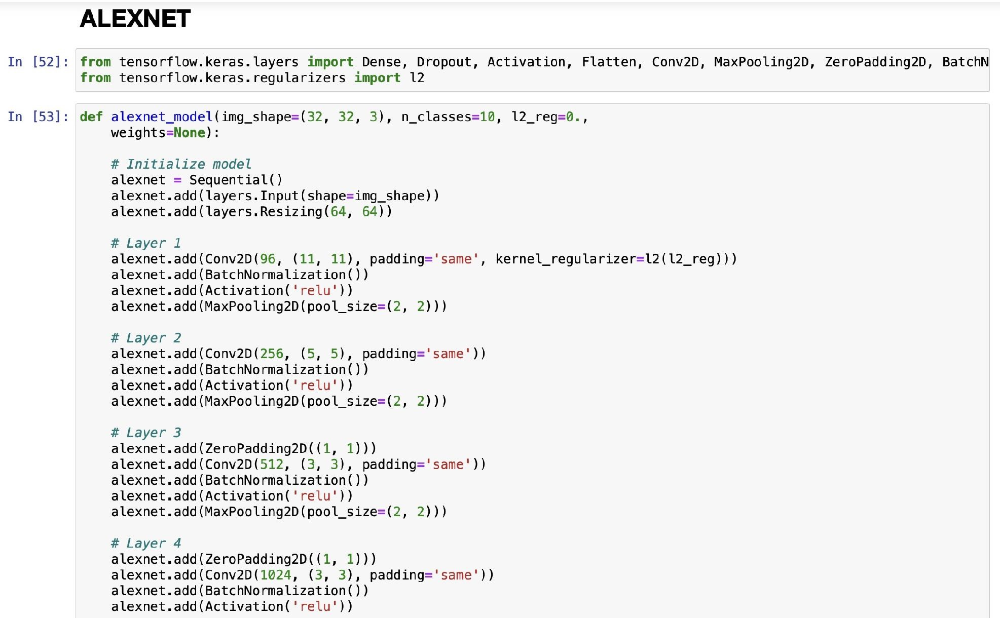 ALEXNET
In [52]: from tensorflow.keras.layers import Dense, Dropout, Activation, Flatten, Conv2D, MaxPooling2D, ZeroPadding2D, BatchN
from tensorflow.keras.regularizers import l2
In [53]: def alexnet_model(img_shape=(32, 32, 3), n_classes=10, l2_reg=0.,
    weights=None):

    # Initialize model
    alexnet = Sequential()
    alexnet.add(layers.Input(shape=img_shape))
    alexnet.add(layers.Resizing(64, 64))

    # Layer 1
    alexnet.add(Conv2D(96, (11, 11), padding='same', kernel_regularizer=l2(l2_reg)))
    alexnet.add(BatchNormalization())
    alexnet.add(Activation('relu'))
    alexnet.add(MaxPooling2D(pool_size=(2, 2)))

    # Layer 2
    alexnet.add(Conv2D(256, (5, 5), padding='same'))
    alexnet.add(BatchNormalization())
    alexnet.add(Activation('relu'))
    alexnet.add(MaxPooling2D(pool_size=(2, 2)))

    # Layer 3
    alexnet.add(ZeroPadding2D((1, 1)))
    alexnet.add(Conv2D(512, (3, 3), padding='same'))
    alexnet.add(BatchNormalization())
    alexnet.add(Activation('relu'))
    alexnet.add(MaxPooling2D(pool_size=(2, 2)))

    # Layer 4
    alexnet.add(ZeroPadding2D((1, 1)))
    alexnet.add(Conv2D(1024, (3, 3), padding='same'))
    alexnet.add(BatchNormalization())
    alexnet.add(Activation('relu'))